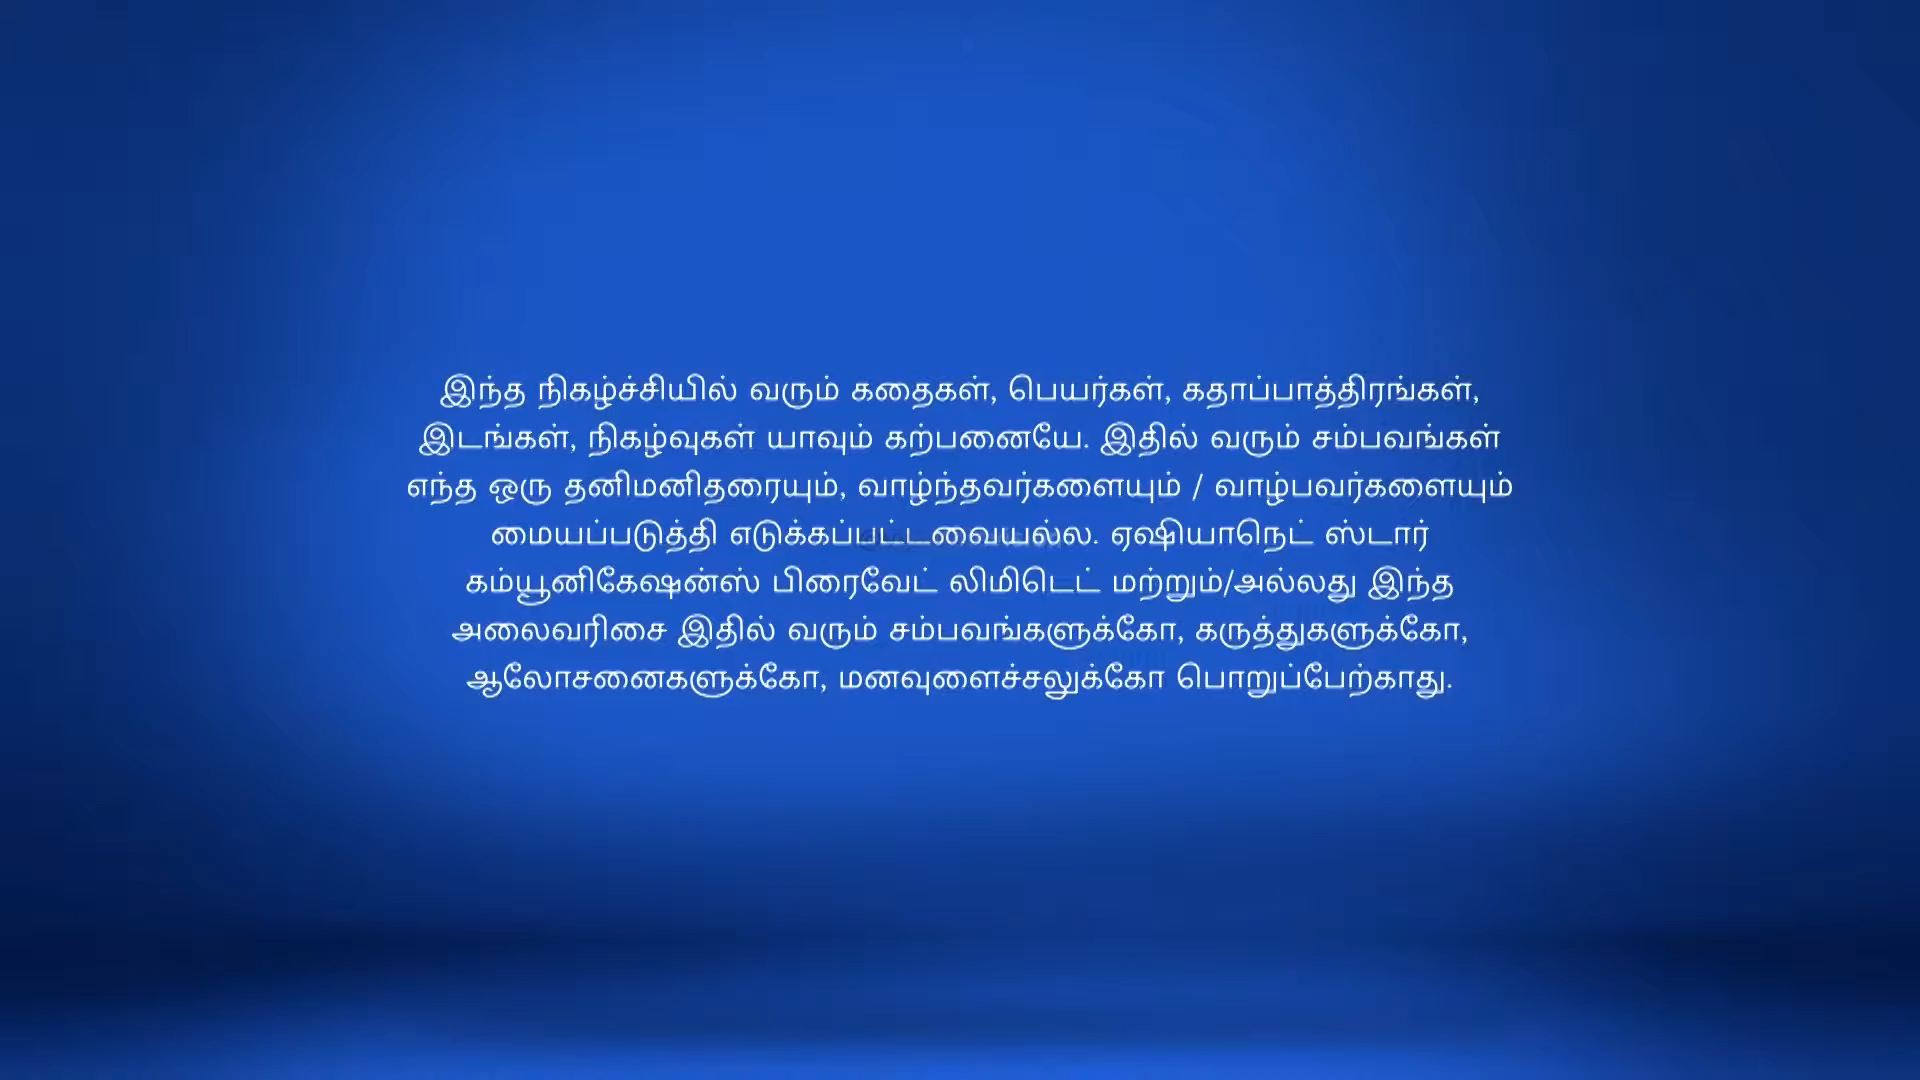 இந்த நிகழ்ச்சியில் வரும் கதைகள், பெயர்கள், கதாப்பாத்திரங்கள்,
இடங்கள், நிகழ்வுகள் யாவும் கற்பனையே. இதில் வரும் சம்பவங்கள்
எந்த ஒரு தனிமனிதரையும், வாழ்ந்தவர்களையும் / வாழ்பவர்களையும்
மையப்படுத்தி எடுக்கப்பட்டவையல்ல. ஏஷியாநெட் ஸ்டார்
கம்யூனிகேஷன்ஸ் பிரைவேட் லிமிடெட் மற்றும்/அல்லது இந்த
அலைவரிசை இதில் வரும் சம்பவங்களுக்கோ, கருத்துகளுக்கோ,
ஆலோசனைகளுக்கோ, மனவுளைச்சலுக்கோ பொறுப்பேற்காது.